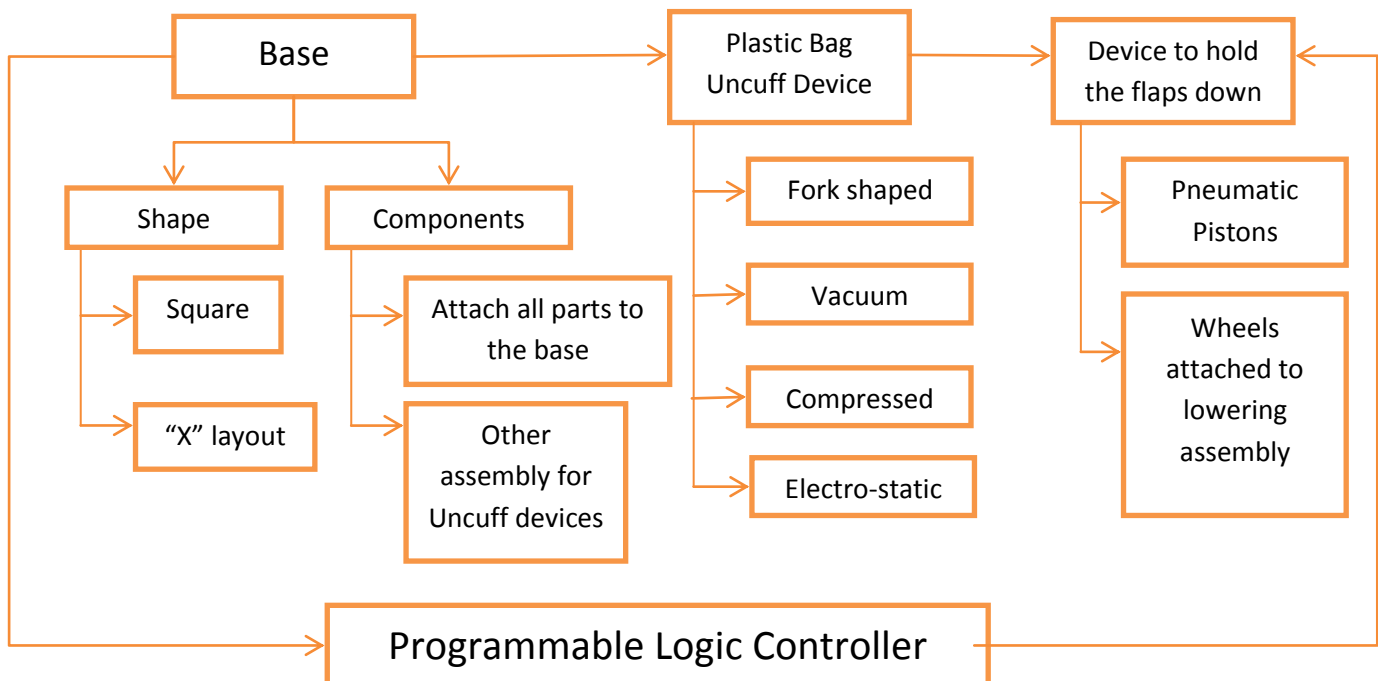 Base
Plastic Bag
Uncuff Device
Device to hold
the flaps down
Shape
Components
Square
“X” layout
Attach all parts to
the base
Other
assembly for
Uncuff devices
Fork shaped
Vacuum
Compressed
Electro-static
Pneumatic
Pistons
Wheels
attached to
lowering
assembly
Programmable Logic Controller